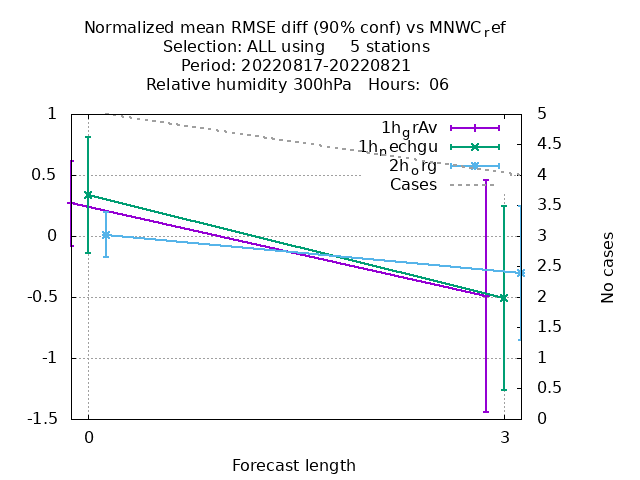 Normalized mean RMSE diff (90% conf) vs MNWC_ref
Selection: ALL using 5 stations
Period: 20220817-20220821
Relative humidity 300hPa Hours: 06
1h_grAv
1h_nechgu
2h_org
Cases
1
0.5
0
-0.5
-1
-1.5
5
4.5
4
3.5
3
2.5
2
1.5
1
0.5
0
No cases
0 3
Forecast length